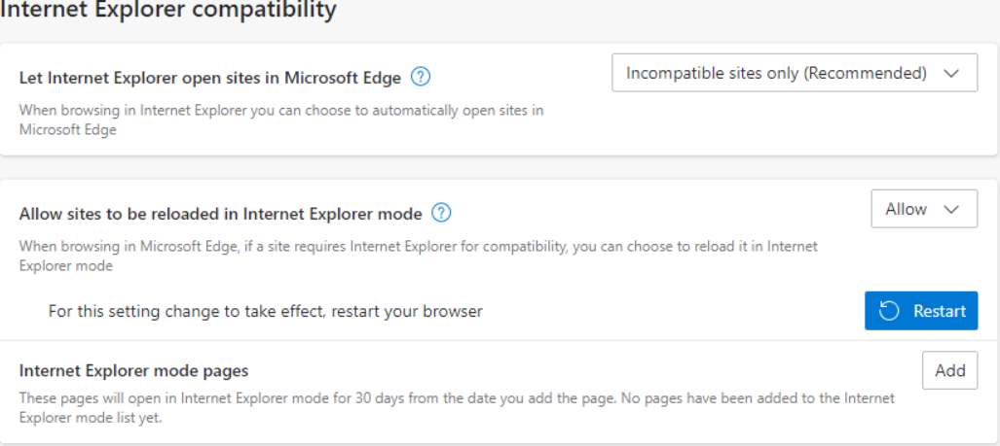 Internet Explorer compatibility
Let Internet Explorer open sites in Microsoft Edge ?
Incompatible sites only (Recommended)
When browsing in Internet Explorer you can choose to automatically open sites in
Microsoft Edge
Allow sites to be reloaded in Internet Explorer mode ?
Allow
When browsing in Microsoft Edge, if a site requires Internet Explorer for compatibility, you can choose to reload it in Internet
Explorer mode
For this setting change to take effect, restart your browser
Restart
Internet Explorer mode pages
Add
These pages will open in Internet Explorer mode for 30 days from the date you add the page. No pages have been added to the Internet
Explorer mode list yet.